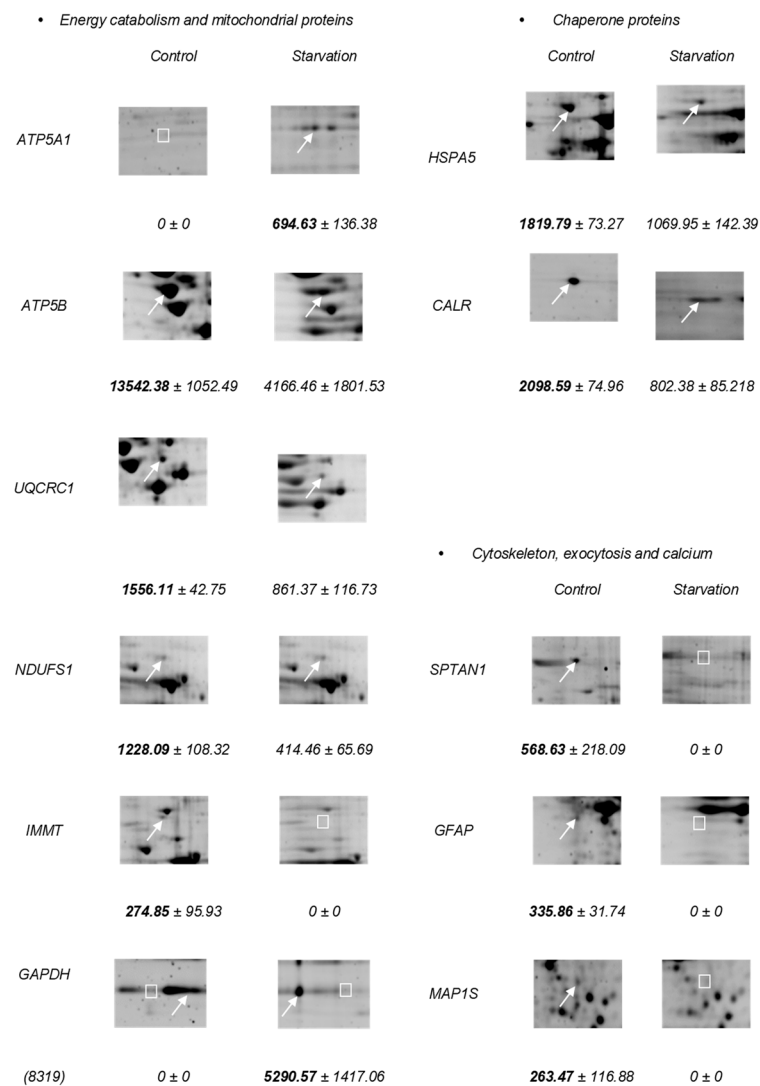 • Energy catabolism and mitochondrial proteins
Control Starvation
ATP5A1
0 ± 0 694.63 ± 136.38
ATP5B
13542.38 ± 1052.49 4166.46 ± 1801.53
UQCRC1
1556.11 ± 42.75 861.37 ± 116.73
NDUFS1
1228.09 ± 108.32 414.46 ± 65.69
IMMT
274.85 ± 95.93 0 ± 0
GAPDH
(8319) 0 ± 0 5290.57 ± 1417.06
• Chaperone proteins
Control Starvation
HSPA5
1819.79 ± 73.27 1069.95 ± 142.39
CALR
2098.59 ± 74.96 802.38 ± 85.218
• Cytoskeleton, exocytosis and calcium
Control Starvation
SPTAN1
568.63 ± 218.09 0 ± 0
GFAP
335.86 ± 31.74 0 ± 0
MAP1S
263.47 ± 116.88 0 ± 0